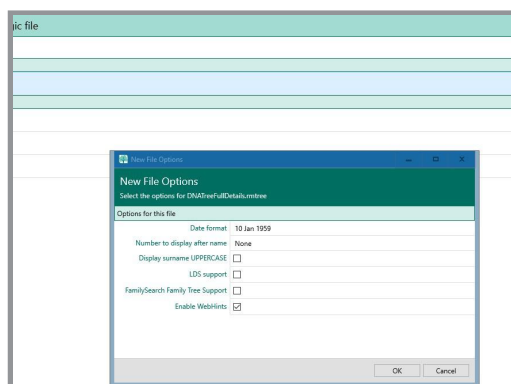 gic file
New File Options
New File Options
Select the options for DNATreeFullDetails.rmtree
Options for this file
Date format 10 Jan 1959
Number to display after name None
Display surname UPPERCASE
LDS support
FamilySearch Family Tree Support
Enable WebHints
OK Cancel